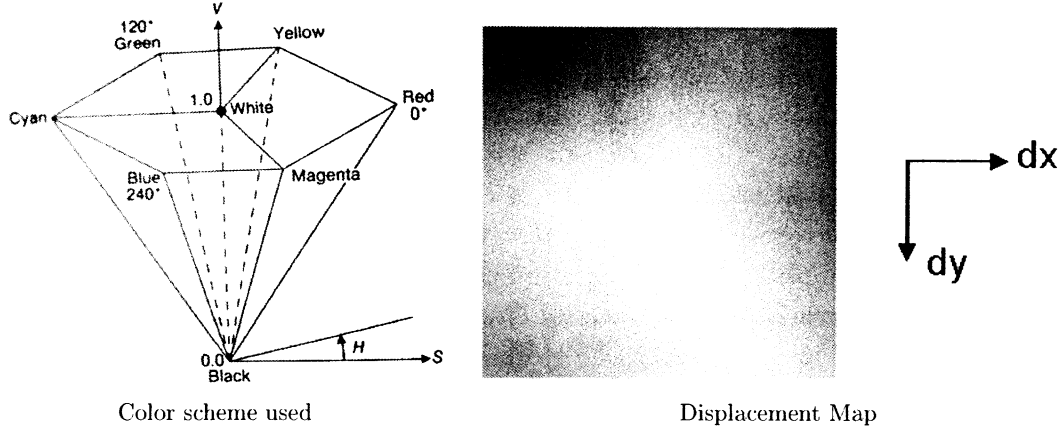 V
120°
Green
Yellow
1.0
White
Red
0°
Cyan
Blue
240°
Magenta
dx
dy
H
0.0
S
Black
Color scheme used
Displacement Map